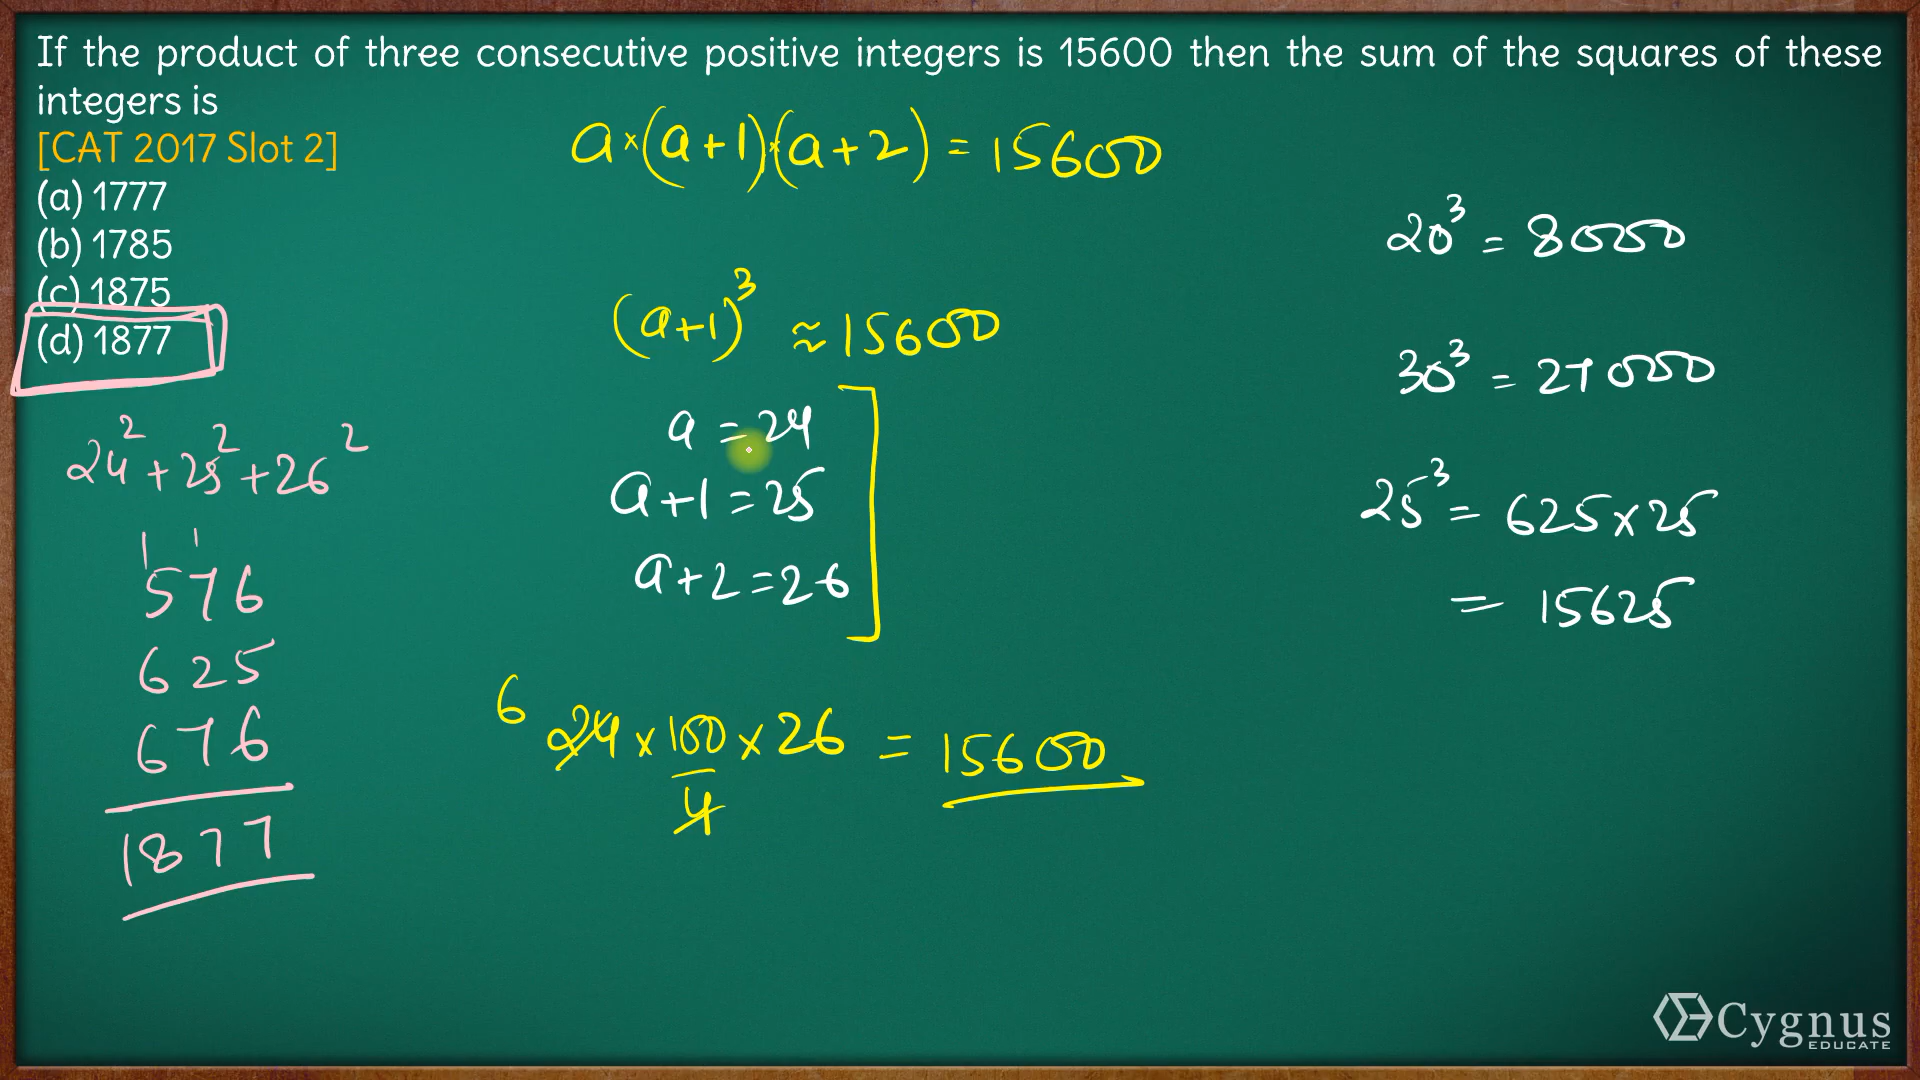 If the product of three consecutive positive integers is 15600 then the sum of the squares of these
integers is
[CAT 2017 Slot 2]
(a) 1777
(b) 1785
(c) 1875
(d) 1877
a×(a+1)×(a+2) = 15600
(a+1)³ ≈ 15600
a = 24
a+1 = 25
a+2 = 26
6 24 × 100/4 × 26 = 15600
20³ = 8000
30³ = 27000
25³ = 625×25
= 15625
24² + 25² + 26²
1 1
576
625
676
1877
Cygnus
EDUCATE